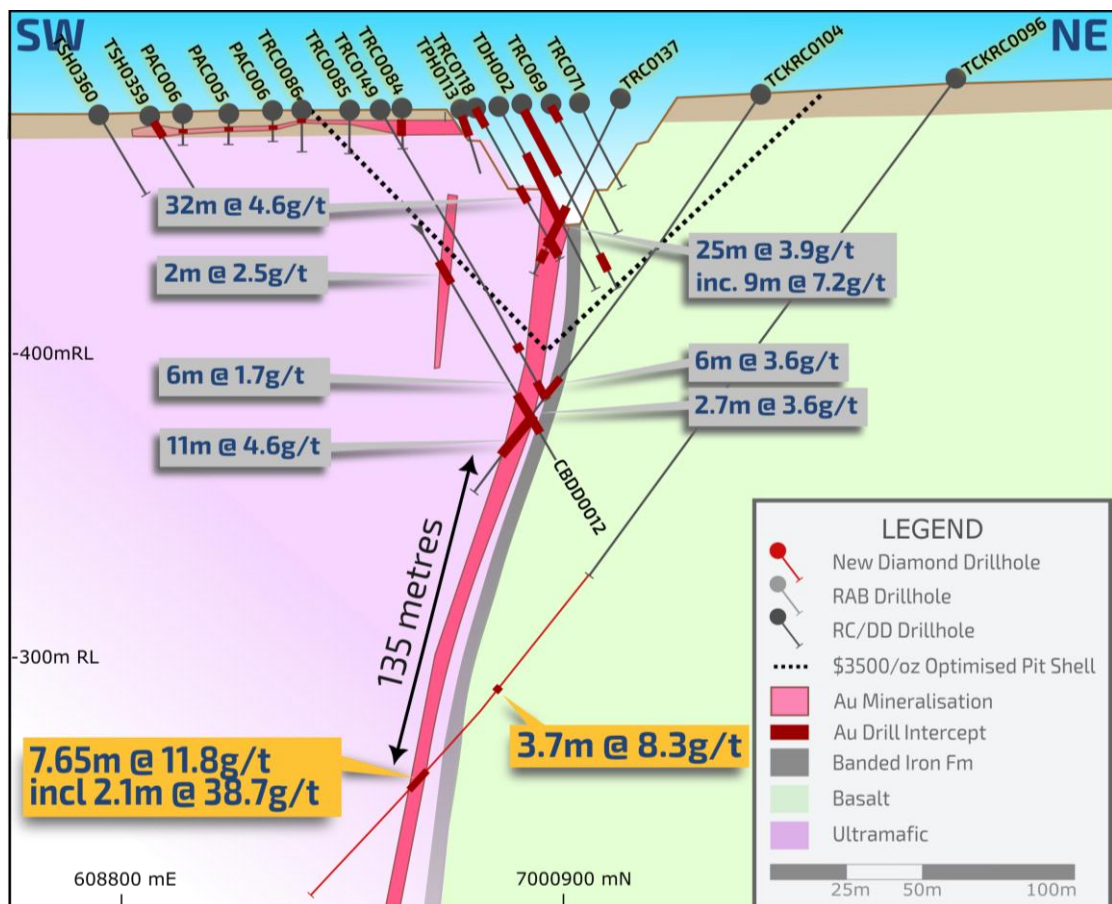 SW
NE
TSH0360
TSH0359
PAC006
PAC005
PAC006
TRC0086
TRC0085
TRC0149
TRC0084
TPH0113
TRC0118
TDH002
TRC069
TRC071
TRC0137
TCKRC0104
TCKRC0096
32m @ 4.6g/t
2m @ 2.5g/t
25m @ 3.9g/t
inc. 9m @ 7.2g/t
400mRL
6m @ 1.7g/t
6m @ 3.6g/t
2.7m @ 3.6g/t
11m @ 4.6g/t
CBDD0012
135 metres
300m RL
3.7m @ 8.3g/t
7.65m @ 11.8g/t
incl 2.1m @ 38.7g/t
608800 mE
7000900 mN
LEGEND
New Diamond Drillhole
RAB Drillhole
RC/DD Drillhole
$3500/oz Optimised Pit Shell
Au Mineralisation
Au Drill Intercept
Banded Iron Fm
Basalt
Ultramafic
25m 50m 100m